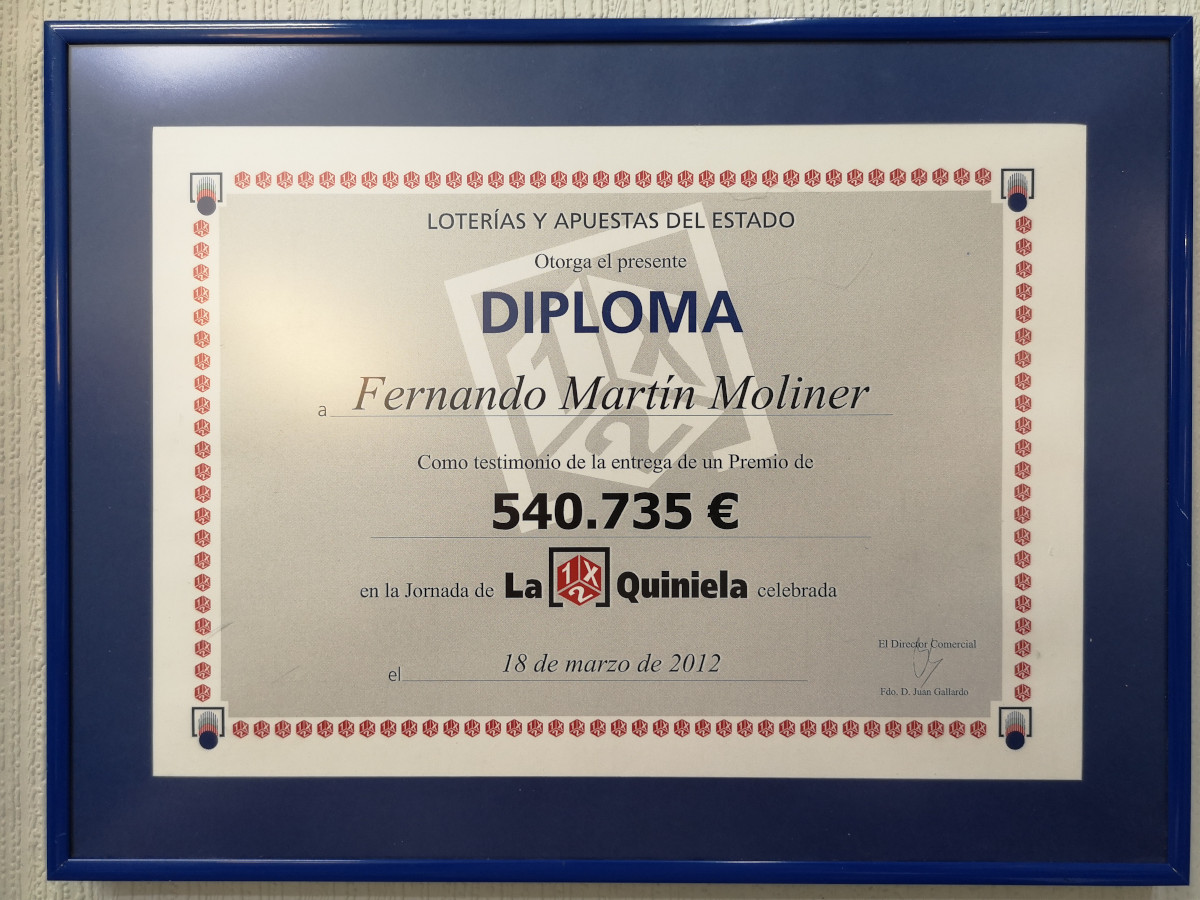 LOTERÍAS Y APUESTAS DEL ESTADO
Otorga el presente
DIPLOMA
a Fernando Martín Moliner
Como testimonio de la entrega de un Premio de
540.735 €
en la Jornada de La 1X2 Quiniela celebrada
el 18 de marzo de 2012
El Director Comercial
Fdo. D. Juan Gallardo